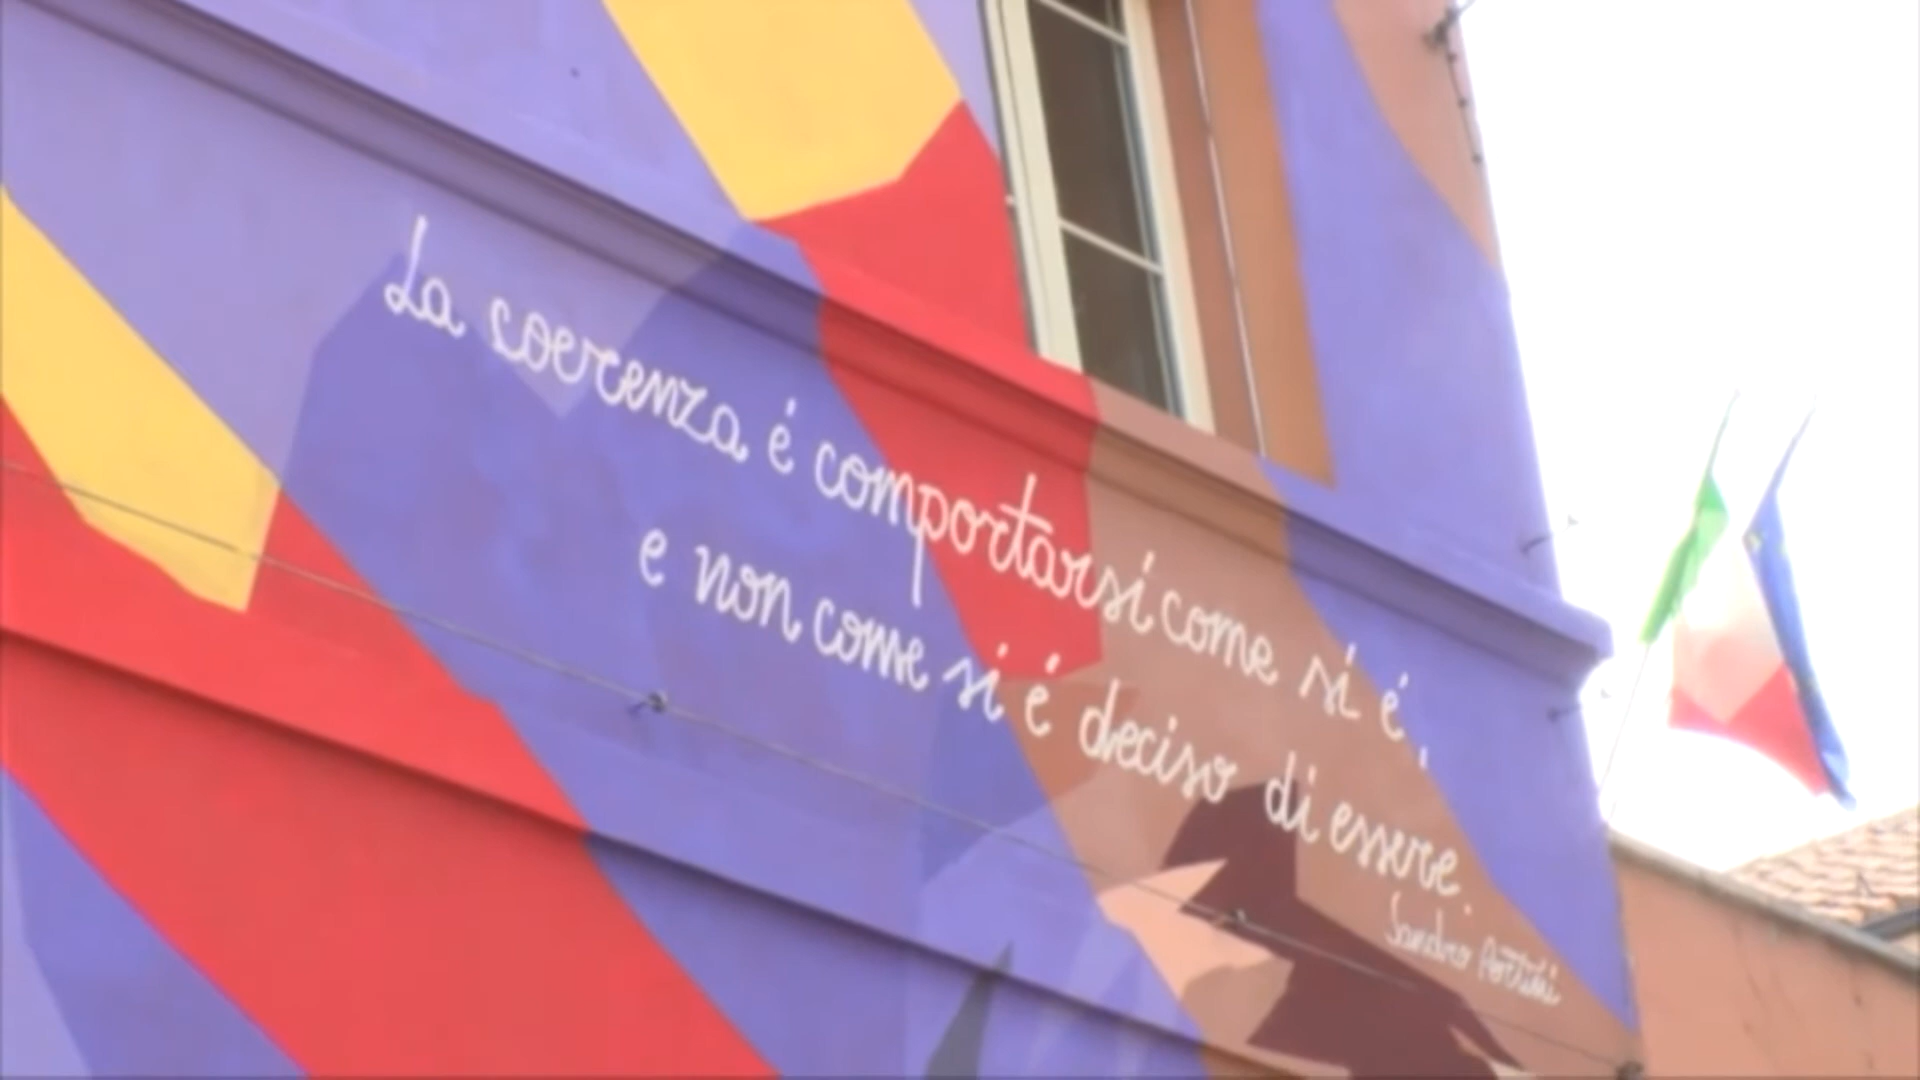 La coerenza é comportarsi come si é,
e non come si é deciso di essere.
Sandro Pertini